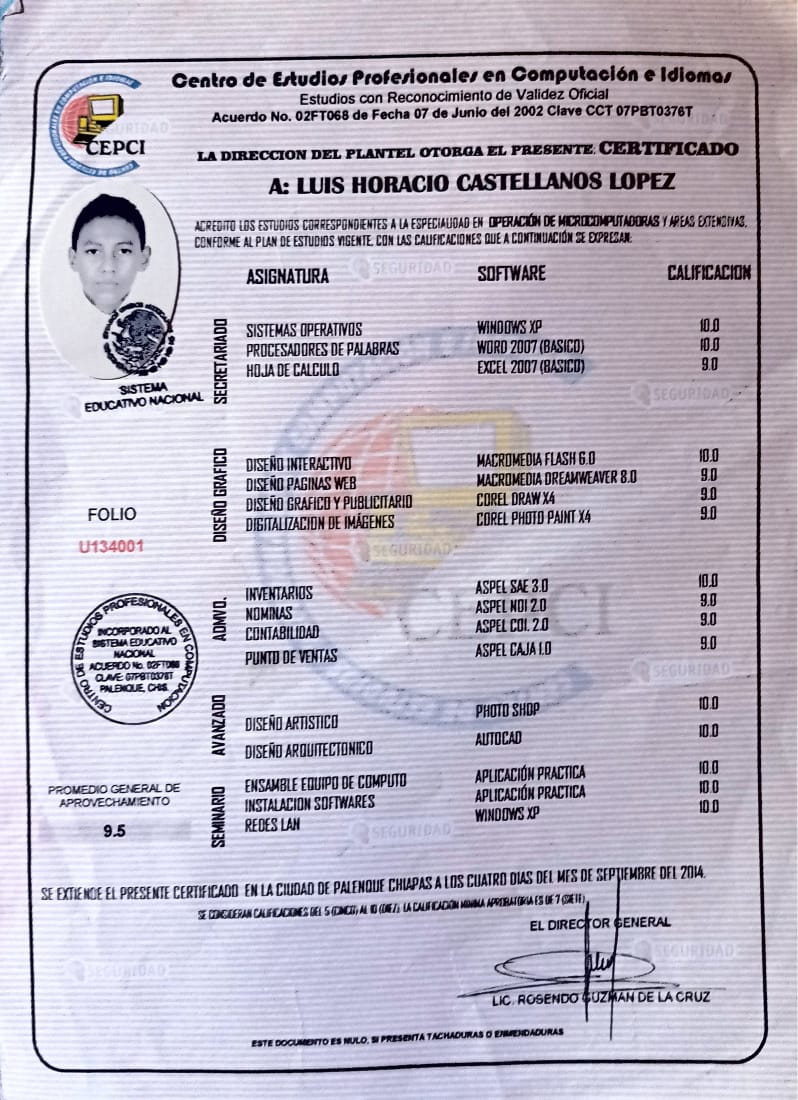 Centro de Estudios Profesionales en Computación e Idiomas
Estudios con Reconocimiento de Validez Oficial
Acuerdo No. 02FT068 de Fecha 07 de Junio del 2002 Clave CCT 07PBT0376T
CEPCI
LA DIRECCION DEL PLANTEL OTORGA EL PRESENTE: CERTIFICADO
A: LUIS HORACIO CASTELLANOS LOPEZ
ACREDITO LOS ESTUDIOS CORRESPONDIENTES A LA ESPECIALIDAD EN OPERACIÓN DE MICROCOMPUTADORAS Y AREAS EXTENSIVAS,
CONFORME AL PLAN DE ESTUDIOS VIGENTE, CON LAS CALIFICACIONES QUE A CONTINUACIÓN SE EXPRESAN:
ASIGNATURA SOFTWARE CALIFICACION
SECRETARIADO
SISTEMAS OPERATIVOS WINDOWS XP 10.0
PROCESADORES DE PALABRAS WORD 2007 (BASICO) 10.0
HOJA DE CALCULO EXCEL 2007 (BASICO) 9.0
SISTEMA
EDUCATIVO NACIONAL
DISEÑO GRAFICO
DISEÑO INTERACTIVO MACROMEDIA FLASH 6.0 10.0
DISEÑO PAGINAS WEB MACROMEDIA DREAMWEAVER 8.0 9.0
DISEÑO GRAFICO Y PUBLICITARIO COREL DRAW X4 9.0
DIGITALIZACION DE IMÁGENES COREL PHOTO PAINT X4 9.0
FOLIO
U134001
ADMVO.
INVENTARIOS ASPEL SAE 3.0 10.0
NOMINAS ASPEL NOI 2.0 9.0
CONTABILIDAD ASPEL COI. 2.0 9.0
PUNTO DE VENTAS ASPEL CAJA 1.0 9.0
CENTRO DE ESTUDIOS PROFESIONALES EN COMPUTACION
INCORPORADO AL
SISTEMA EDUCATIVO
NACIONAL
ACUERDO No. 02FT068
CLAVE: 07PBT0376T
PALENQUE, CHIS.
AVANZADO
DISEÑO ARTISTICO PHOTO SHOP 10.0
DISEÑO ARQUITECTONICO AUTOCAD 10.0
SEMINARIO
ENSAMBLE EQUIPO DE COMPUTO APLICACIÓN PRACTICA 10.0
INSTALACION SOFTWARES APLICACIÓN PRACTICA 10.0
REDES LAN WINDOWS XP 10.0
PROMEDIO GENERAL DE
APROVECHAMIENTO
9.5
SE EXTIENDE EL PRESENTE CERTIFICADO EN LA CIUDAD DE PALENQUE CHIAPAS A LOS CUATRO DIAS DEL MES DE SEPTIEMBRE DEL 2014.
SE CONSIDERAN CALIFICACIONES DEL 5 (CINCO) AL 10 (DIEZ), LA CALIFICACIÓN MINIMA APROBATORIA ES DE 7 (SIETE)
EL DIRECTOR GENERAL
LIC. ROSENDO GUZMAN DE LA CRUZ
ESTE DOCUMENTO ES NULO, SI PRESENTA TACHADURAS O ENMENDADURAS
SEGURIDAD